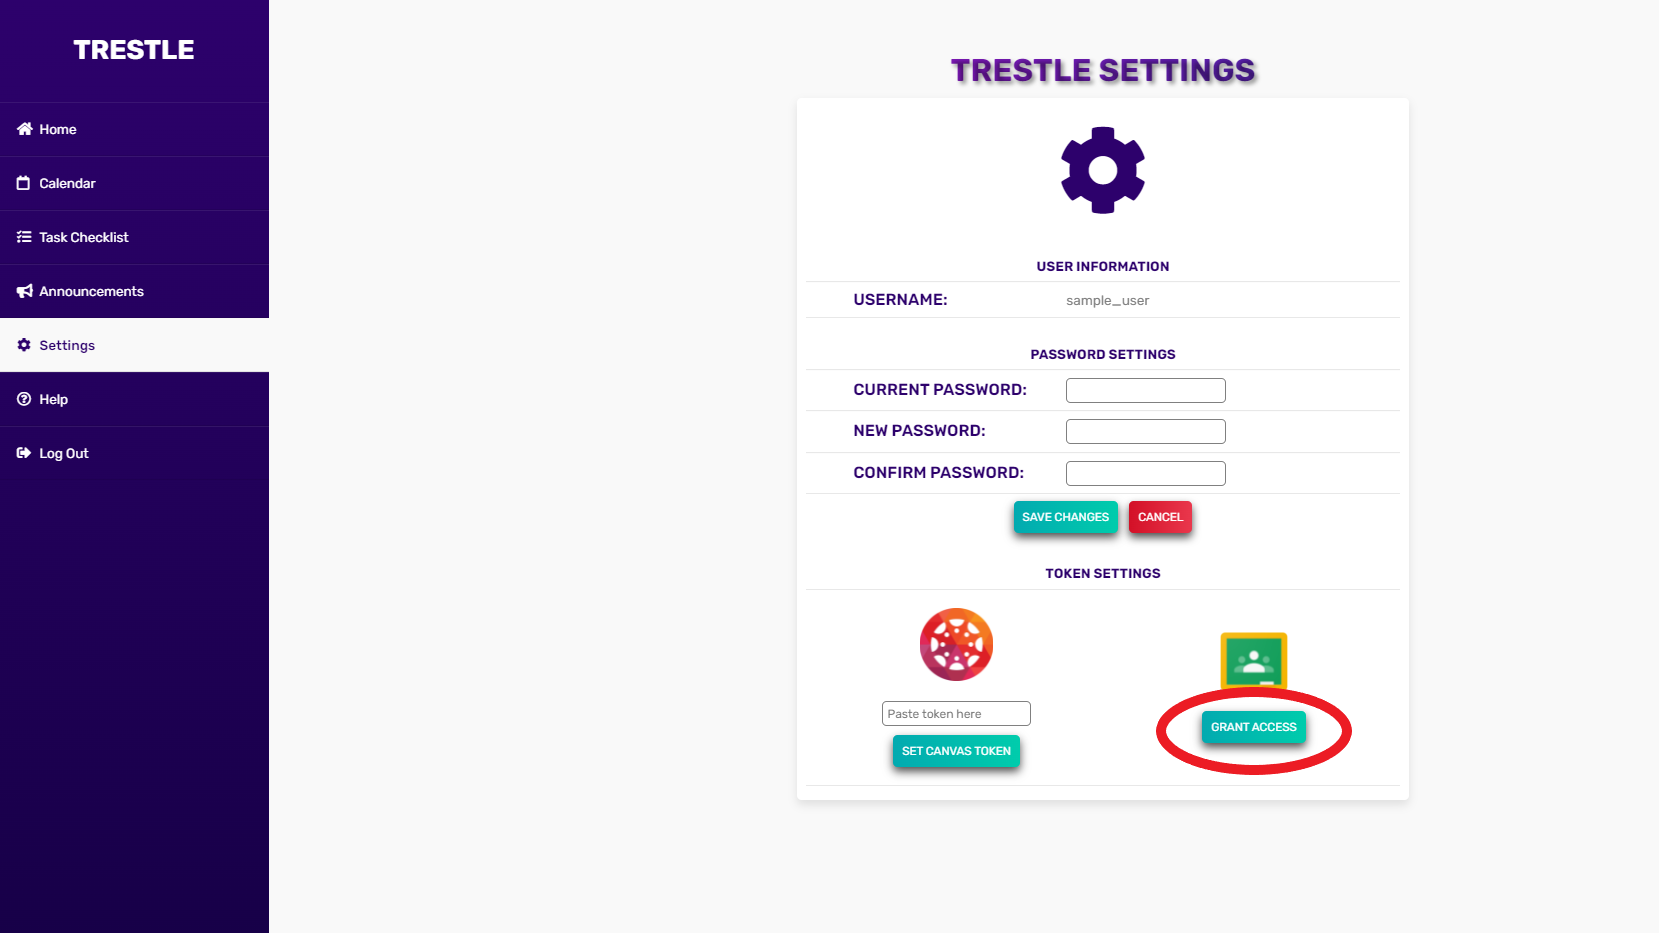 TRESTLE
Home
Calendar
Task Checklist
Announcements
Settings
Help
Log Out
TRESTLE SETTINGS
USER INFORMATION
USERNAME: sample_user
PASSWORD SETTINGS
CURRENT PASSWORD:
NEW PASSWORD:
CONFIRM PASSWORD:
SAVE CHANGES CANCEL
TOKEN SETTINGS
Paste token here
SET CANVAS TOKEN
GRANT ACCESS